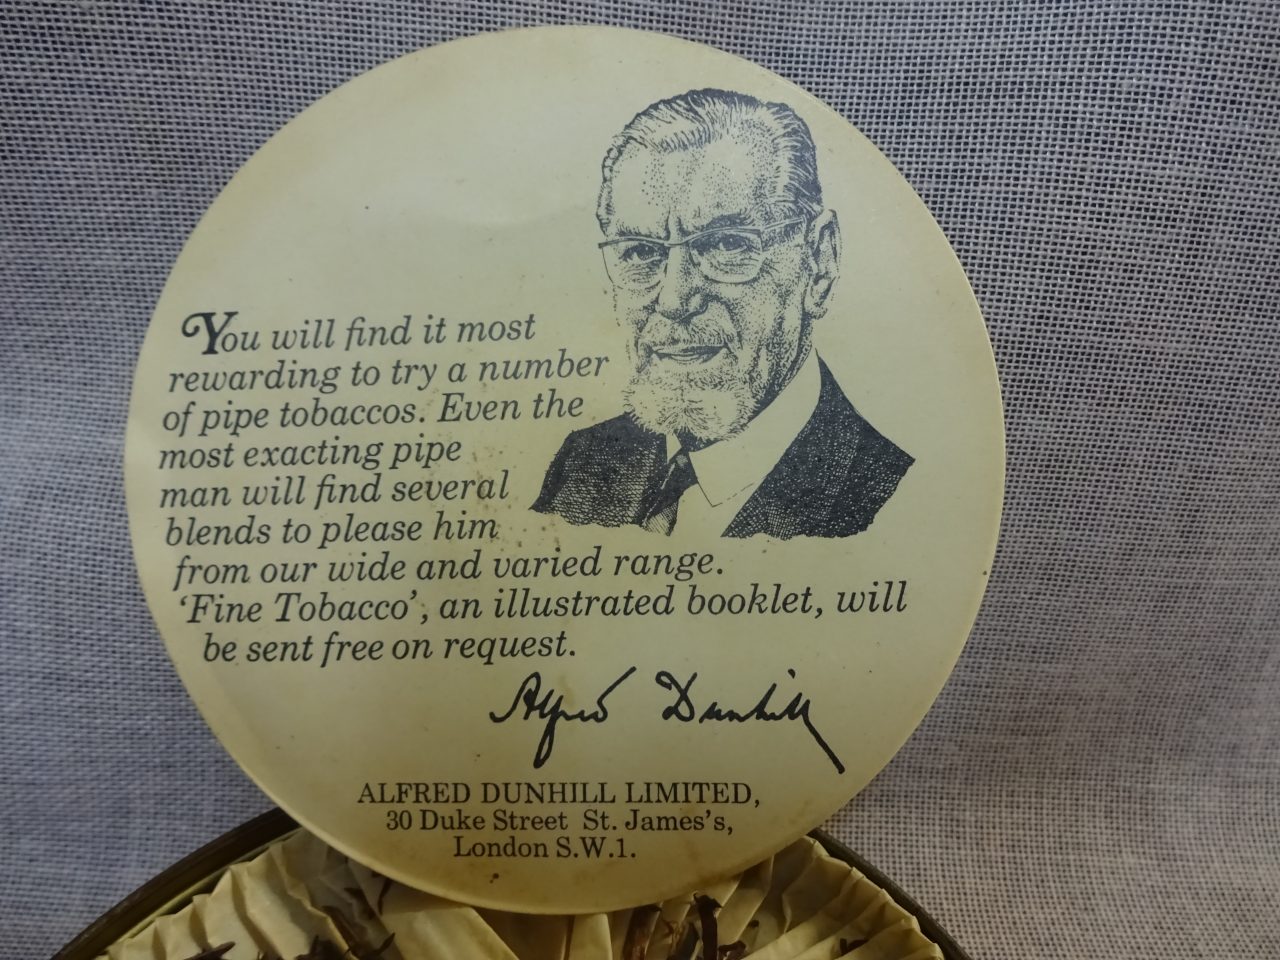 You will find it most
rewarding to try a number
of pipe tobaccos. Even the
most exacting pipe
man will find several
blends to please him
from our wide and varied range.
‘Fine Tobacco’, an illustrated booklet, will
be sent free on request.
Alfred Dunhill
ALFRED DUNHILL LIMITED,
30 Duke Street St. James's,
London S.W.1.